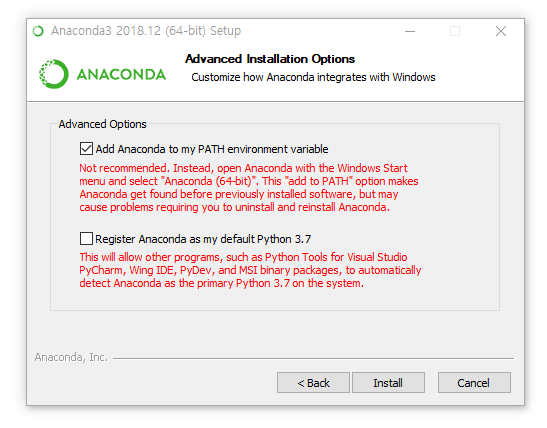 Anaconda3 2018.12 (64-bit) Setup
ANACONDA
Advanced Installation Options
Customize how Anaconda integrates with Windows
Advanced Options
Add Anaconda to my PATH environment variable
Not recommended. Instead, open Anaconda with the Windows Start
menu and select "Anaconda (64-bit)". This "add to PATH" option makes
Anaconda get found before previously installed software, but may
cause problems requiring you to uninstall and reinstall Anaconda.
Register Anaconda as my default Python 3.7
This will allow other programs, such as Python Tools for Visual Studio
PyCharm, Wing IDE, PyDev, and MSI binary packages, to automatically
detect Anaconda as the primary Python 3.7 on the system.
Anaconda, Inc.
< Back
Install
Cancel